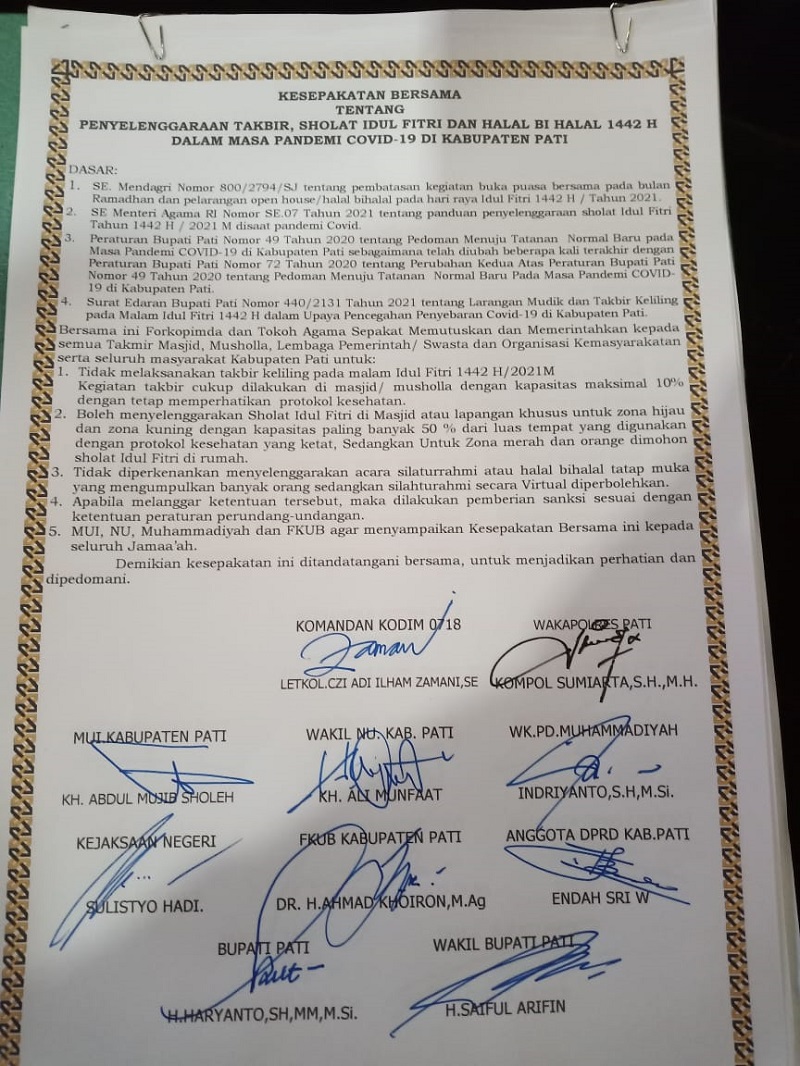 KESEPAKATAN BERSAMA
TENTANG
PENYELENGGARAAN TAKBIR, SHOLAT IDUL FITRI DAN HALAL BI HALAL 1442 H
DALAM MASA PANDEMI COVID-19 DI KABUPATEN PATI
DASAR:
1. SE. Mendagri Nomor 800/2794/SJ tentang pembatasan kegiatan buka puasa bersama pada bulan
Ramadhan dan pelarangan open house/halal bihalal pada hari raya Idul Fitri 1442 H / Tahun 2021.
2. SE Menteri Agama RI Nomor SE.07 Tahun 2021 tentang panduan penyelenggaraan sholat Idul Fitri
Tahun 1442 H / 2021 M disaat pandemi Covid.
3. Peraturan Bupati Pati Nomor 49 Tahun 2020 tentang Pedoman Menuju Tatanan Normal Baru pada
Masa Pandemi COVID-19 di Kabupaten Pati sebagaimana telah diubah beberapa kali terakhir dengan
Peraturan Bupati Pati Nomor 72 Tahun 2020 tentang Perubahan Kedua Atas Peraturan Bupati Pati
Nomor 49 Tahun 2020 tentang Pedoman Menuju Tatanan Normal Baru Pada Masa Pandemi COVID-
19 di Kabupaten Pati.
4. Surat Edaran Bupati Pati Nomor 440/2131 Tahun 2021 tentang Larangan Mudik dan Takbir Keliling
pada Malam Idul Fitri 1442 H dalam Upaya Pencegahan Penyebaran Covid-19 di Kabupaten Pati.
Bersama ini Forkopimda dan Tokoh Agama Sepakat Memutuskan dan Memerintahkan kepada
semua Takmir Masjid, Musholla, Lembaga Pemerintah/ Swasta dan Organisasi Kemasyarakatan
serta seluruh masyarakat Kabupaten Pati untuk:
1. Tidak melaksanakan takbir keliling pada malam Idul Fitri 1442 H/2021M
Kegiatan takbir cukup dilakukan di masjid/ musholla dengan kapasitas maksimal 10%
dengan tetap memperhatikan protokol kesehatan.
2. Boleh menyelenggarakan Sholat Idul Fitri di Masjid atau lapangan khusus untuk zona hijau
dan zona kuning dengan kapasitas paling banyak 50 % dari luas tempat yang digunakan
dengan protokol kesehatan yang ketat, Sedangkan Untuk Zona merah dan orange dimohon
sholat Idul Fitri di rumah.
3. Tidak diperkenankan menyelenggarakan acara silaturrahmi atau halal bihalal tatap muka
yang mengumpulkan banyak orang sedangkan silahturahmi secara Virtual diperbolehkan.
4. Apabila melanggar ketentuan tersebut, maka dilakukan pemberian sanksi sesuai dengan
ketentuan peraturan perundang-undangan.
5. MUI, NU, Muhammadiyah dan FKUB agar menyampaikan Kesepakatan Bersama ini kepada
seluruh Jamaa'ah.
Demikian kesepakatan ini ditandatangani bersama, untuk menjadikan perhatian dan
dipedomani.
KOMANDAN KODIM 0718 WAKAPOLRES PATI
Zaman
LETKOL.CZI ADI ILHAM ZAMANI,SE KOMPOL SUMIARTA,S.H.,M.H.
MUI.KABUPATEN PATI WAKIL NU. KAB. PATI WK.PD.MUHAMMADIYAH
KH. ABDUL MUJIB SHOLEH KH. ALI MUNFAAT INDRIYANTO,S.H,M.Si.
KEJAKSAAN NEGERI FKUB KABUPATEN PATI ANGGOTA DPRD KAB.PATI
SULISTYO HADI. DR. H.AHMAD KHOIRON,M.Ag ENDAH SRI W
BUPATI PATI WAKIL BUPATI PATI
H.HARYANTO,SH,MM,M.Si. H.SAIFUL ARIFIN